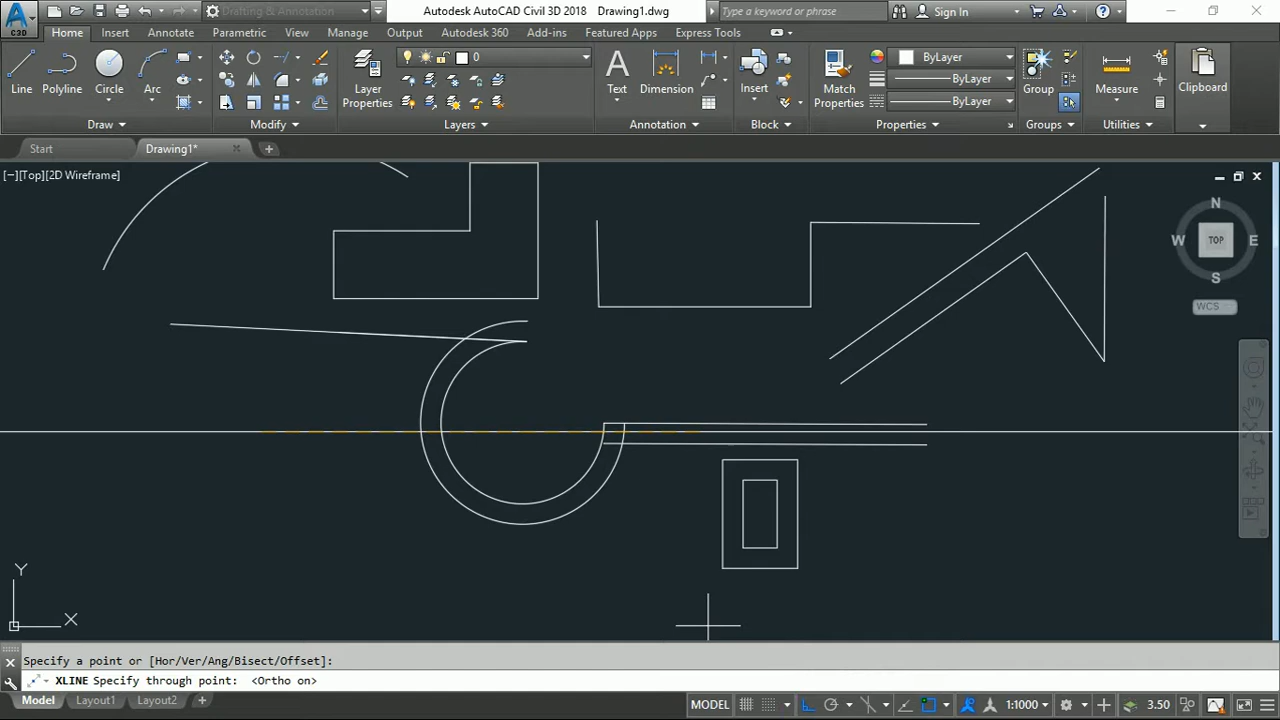 Drafting & Annotation
Autodesk AutoCAD Civil 3D 2018 Drawing1.dwg
Type a keyword or phrase
Sign In
C3D
Home Insert Annotate Parametric View Manage Output Autodesk 360 Add-ins Featured Apps Express Tools
0
ByLayer
ByLayer
ByLayer
Line Polyline Circle Arc
Layer Properties
Text Dimension
Insert
Match Properties
Group
Measure
Clipboard
Draw Modify Layers Annotation Block Properties Groups Utilities
Start Drawing1*
[−][Top][2D Wireframe]
N
W TOP E
S
WCS
Y
X
Specify a point or [Hor/Ver/Ang/Bisect/Offset]:
XLINE Specify through point: <Ortho on>
Model Layout1 Layout2
MODEL 1:1000 3.50